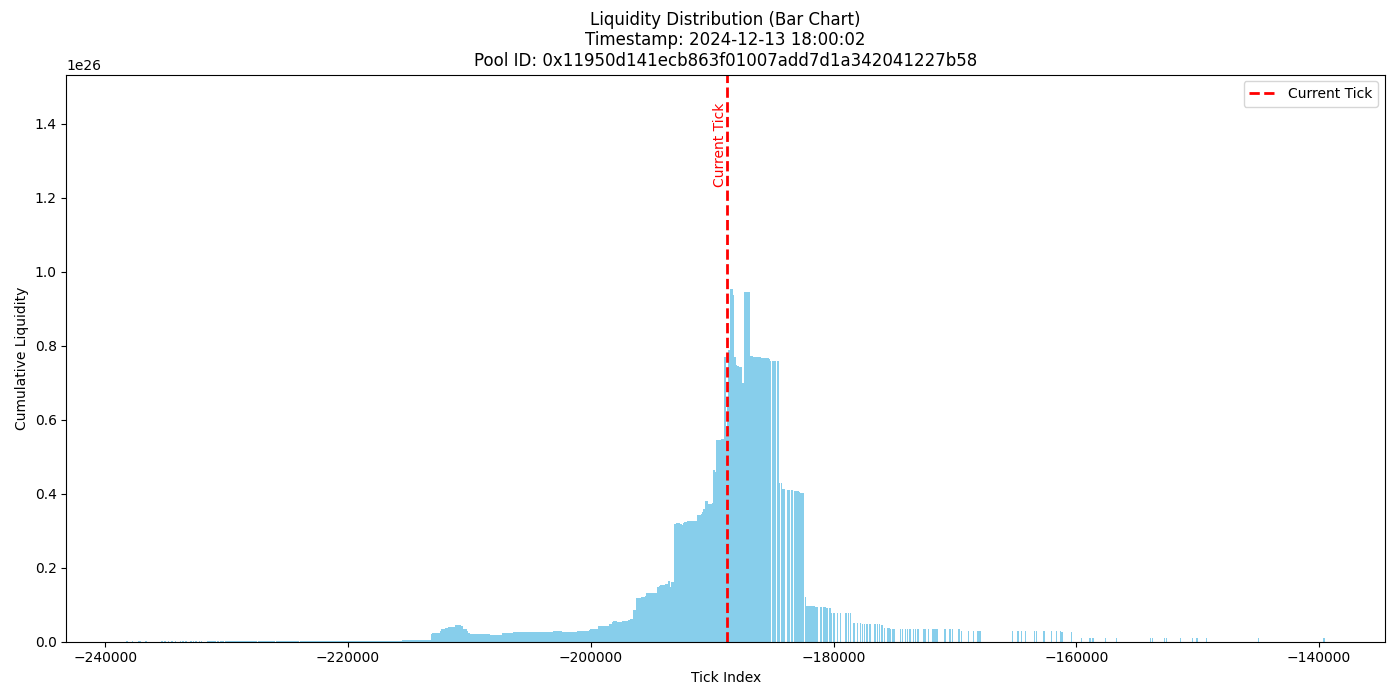 Liquidity Distribution (Bar Chart)
Timestamp: 2024-12-13 18:00:02
Pool ID: 0x11950d141ecb863f01007add7d1a342041227b58
1e26
Current Tick
Current Tick
1.4
1.2
1.0
0.8
0.6
0.4
0.2
0.0
Cumulative Liquidity
−240000
−220000
−200000
−180000
−160000
−140000
Tick Index